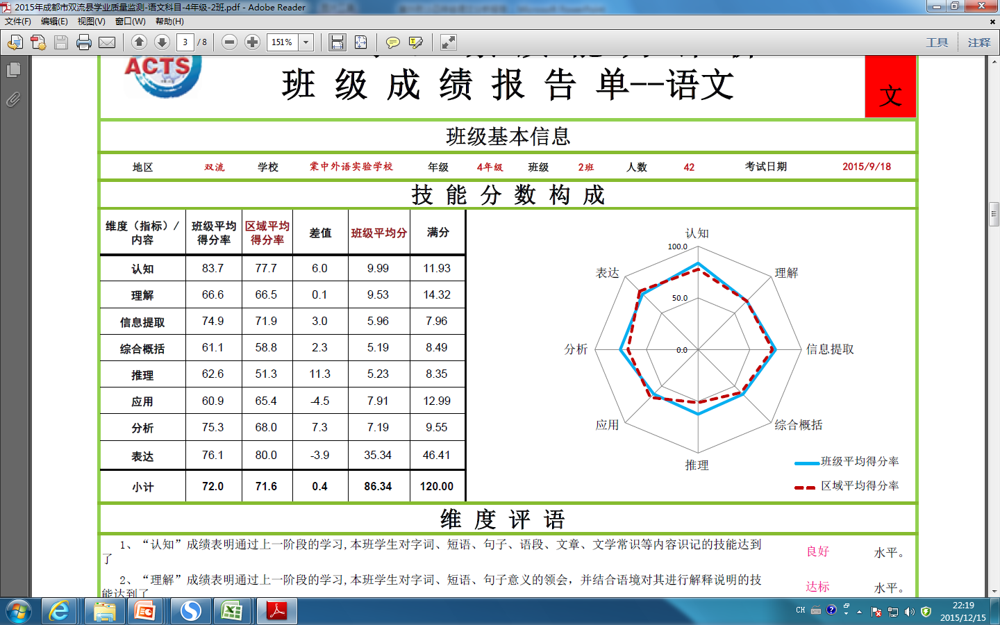 2015年成都市双流县学业质量监测-语文科目-4年级-2班.pdf - Adobe Reader
文件(F) 编辑(E) 视图(V) 窗口(W) 帮助(H)
3 / 8 151% 工具 注释
ACTS
班 级 成 绩 报 告 单--语文
文
班级基本信息
地区 双流 学校 棠中外语实验学校 年级 4年级 班级 2班 人数 42 考试日期 2015/9/18
技 能 分 数 构 成
维度（指标）/内容 班级平均得分率 区域平均得分率 差值 班级平均分 满分
认知 83.7 77.7 6.0 9.99 11.93
理解 66.6 66.5 0.1 9.53 14.32
信息提取 74.9 71.9 3.0 5.96 7.96
综合概括 61.1 58.8 2.3 5.19 8.49
推理 62.6 51.3 11.3 5.23 8.35
应用 60.9 65.4 -4.5 7.91 12.99
分析 75.3 68.0 7.3 7.19 9.55
表达 76.1 80.0 -3.9 35.34 46.41
小计 72.0 71.6 0.4 86.34 120.00
认知
100.0
表达 理解
50.0
分析 0.0 信息提取
应用 综合概括
推理
班级平均得分率
区域平均得分率
维 度 评 语
1、“认知”成绩表明通过上一阶段的学习,本班学生对字词、短语、句子、语段、文章、文学常识等内容识记的技能达到
了 良好 水平。
2、“理解”成绩表明通过上一阶段的学习,本班学生对字词、短语、句子意义的领会，并结合语境对其进行解释说明的技
能达到了 达标 水平。
CH 22:19
2015/12/15